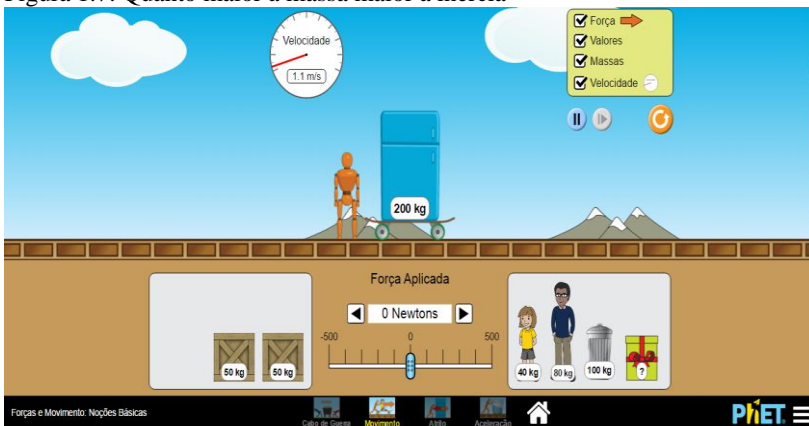 Figura 1.7: Quanto maior a massa maior a inércia
Velocidade
1.1 m/s
Força
Valores
Massas
Velocidade
200 kg
Força Aplicada
0 Newtons
-500
0
500
50 kg
50 kg
40 kg
80 kg
100 kg
?
Forças e Movimento: Noções Básicas
Cabo de Guerra
Movimento
Atrito
Aceleração
PhET